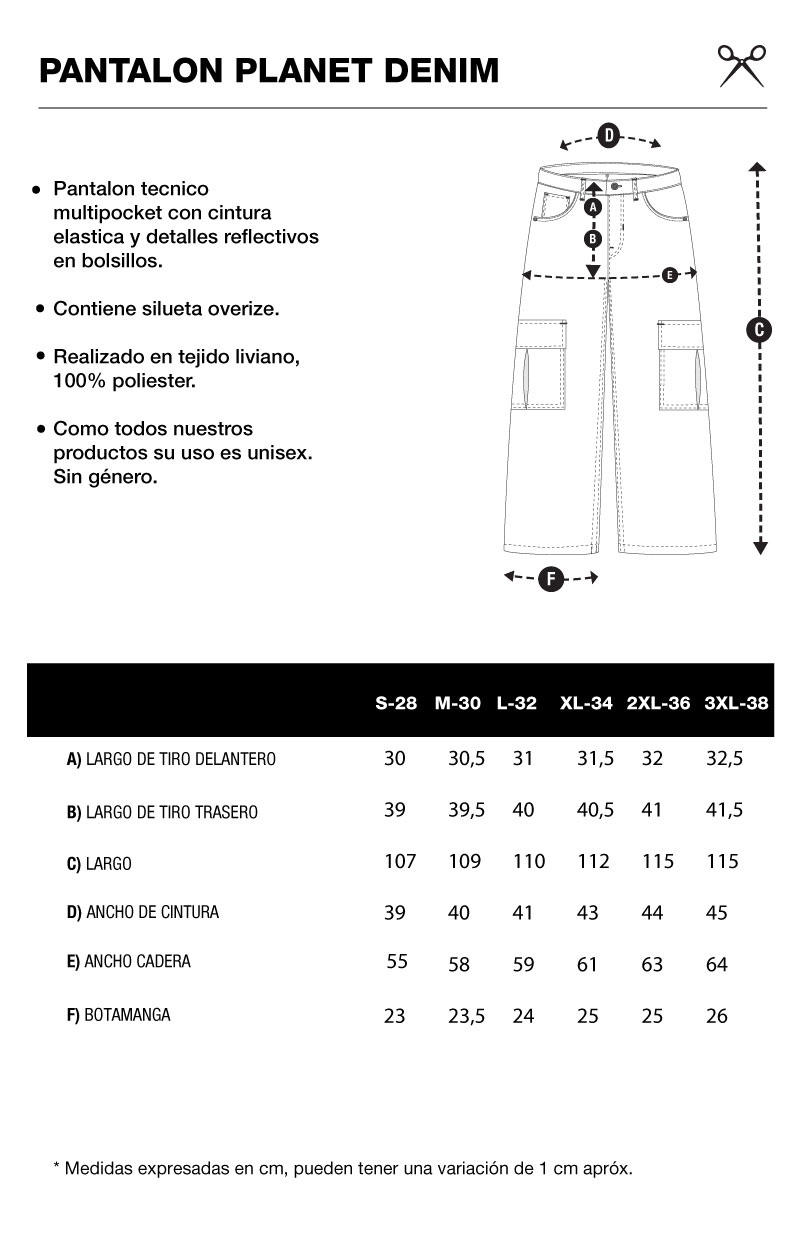 PANTALON PLANET DENIM
• Pantalon tecnico
multipocket con cintura
elastica y detalles reflectivos
en bolsillos.
• Contiene silueta overize.
• Realizado en tejido liviano,
100% poliester.
• Como todos nuestros
productos su uso es unisex.
Sin género.
D
A
B
E
C
F
S-28 M-30 L-32 XL-34 2XL-36 3XL-38
A) LARGO DE TIRO DELANTERO 30 30,5 31 31,5 32 32,5
B) LARGO DE TIRO TRASERO 39 39,5 40 40,5 41 41,5
C) LARGO 107 109 110 112 115 115
D) ANCHO DE CINTURA 39 40 41 43 44 45
E) ANCHO CADERA 55 58 59 61 63 64
F) BOTAMANGA 23 23,5 24 25 25 26
* Medidas expresadas en cm, pueden tener una variación de 1 cm apróx.